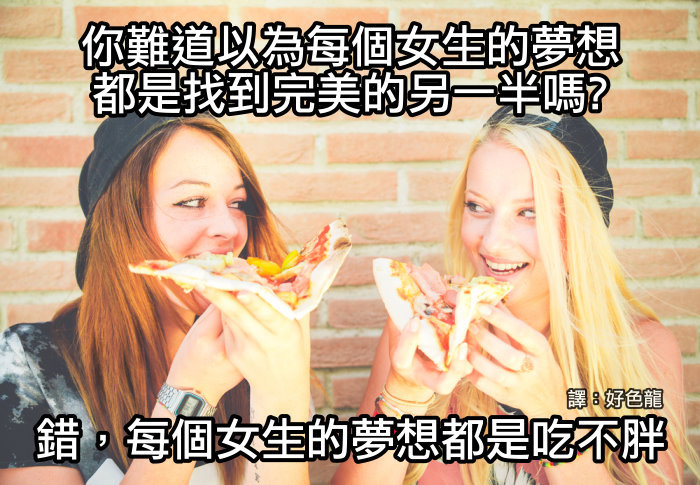 你難道以為每個女生的夢想
都是找到完美的另一半嗎?
譯：好色龍
錯，每個女生的夢想都是吃不胖